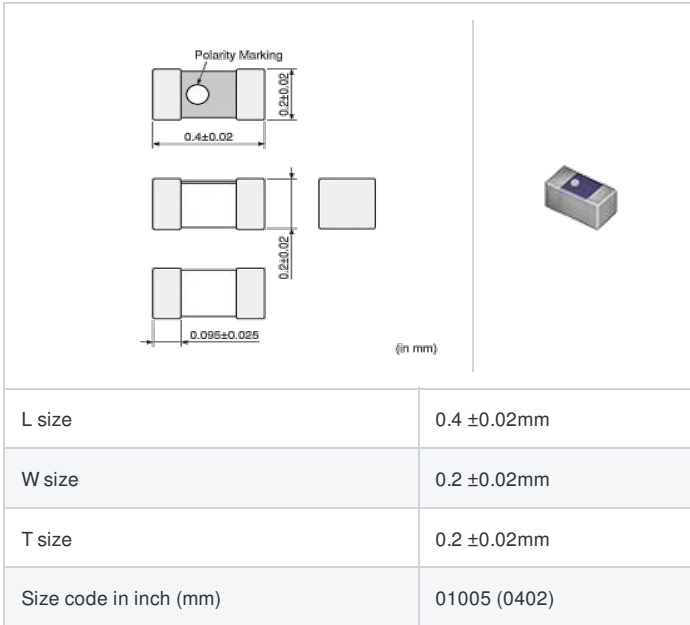 Polarity Marking
0.2±0.02
0.4±0.02
0.2±0.02
0.095±0.025
(in mm)
L size 0.4 ±0.02mm
W size 0.2 ±0.02mm
T size 0.2 ±0.02mm
Size code in inch (mm) 01005 (0402)